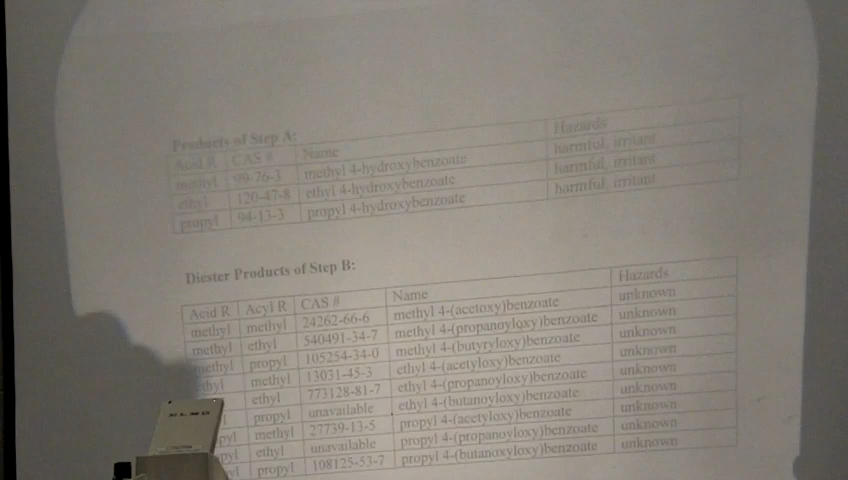 Products of Step A:
Acid R CAS # Name Hazards
methyl 99-76-3 methyl 4-hydroxybenzoate harmful, irritant
ethyl 120-47-8 ethyl 4-hydroxybenzoate harmful, irritant
propyl 94-13-3 propyl 4-hydroxybenzoate harmful, irritant
Diester Products of Step B:
Acid R Acyl R CAS # Name Hazards
methyl methyl 24262-66-6 methyl 4-(acetoxy)benzoate unknown
methyl ethyl 540491-34-7 methyl 4-(propanoyloxy)benzoate unknown
methyl propyl 105254-34-0 methyl 4-(butyryloxy)benzoate unknown
ethyl methyl 13031-45-3 ethyl 4-(acetyloxy)benzoate unknown
ethyl 773128-81-7 ethyl 4-(propanoyloxy)benzoate unknown
propyl unavailable ethyl 4-(butanoyloxy)benzoate unknown
pyl methyl 27739-13-5 propyl 4-(acetyloxy)benzoate unknown
pyl ethyl unavailable propyl 4-(propanoyloxy)benzoate unknown
yl propyl 108125-53-7 propyl 4-(butanoxyloxy)benzoate unknown